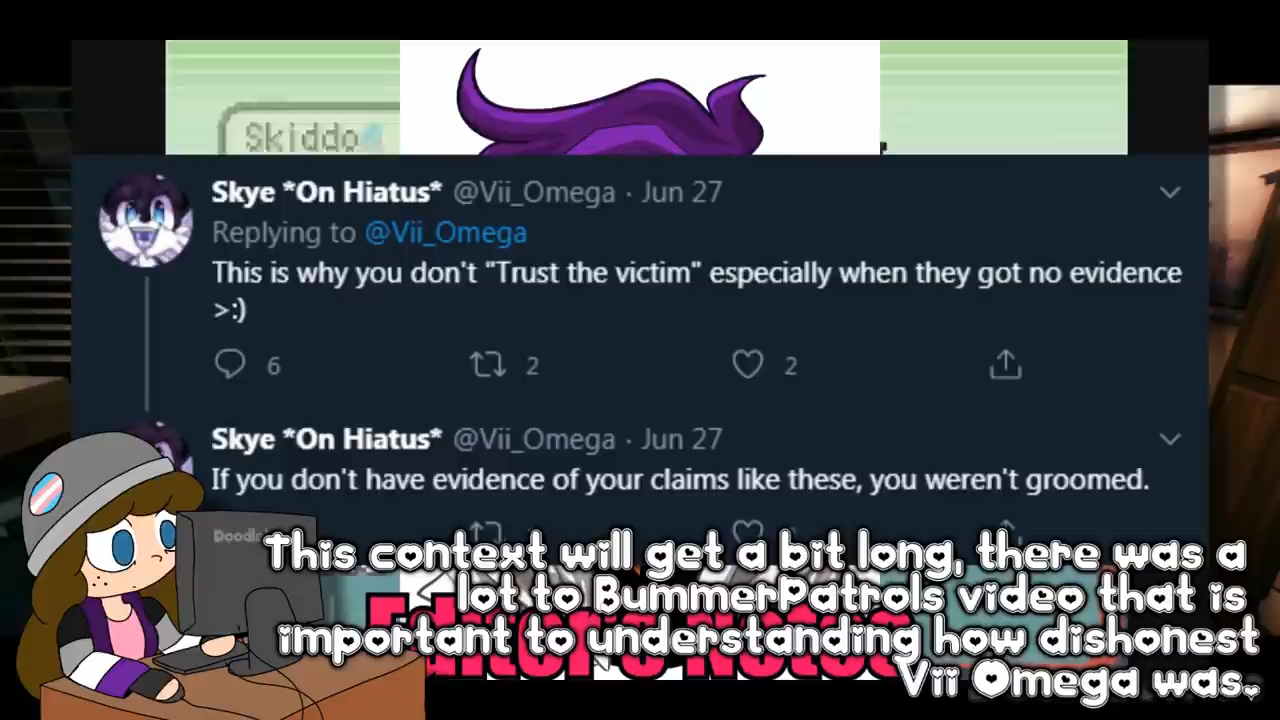 Skiddo
Skye *On Hiatus* @Vii_Omega · Jun 27
Replying to @Vii_Omega
This is why you don't "Trust the victim" especially when they got no evidence
>:)
6 2 2
Skye *On Hiatus* @Vii_Omega · Jun 27
If you don't have evidence of your claims like these, you weren't groomed.
This context will get a bit long, there was a
lot to BummerPatrols video that is
important to understanding how dishonest
Vii Omega was.
Editor's Notes